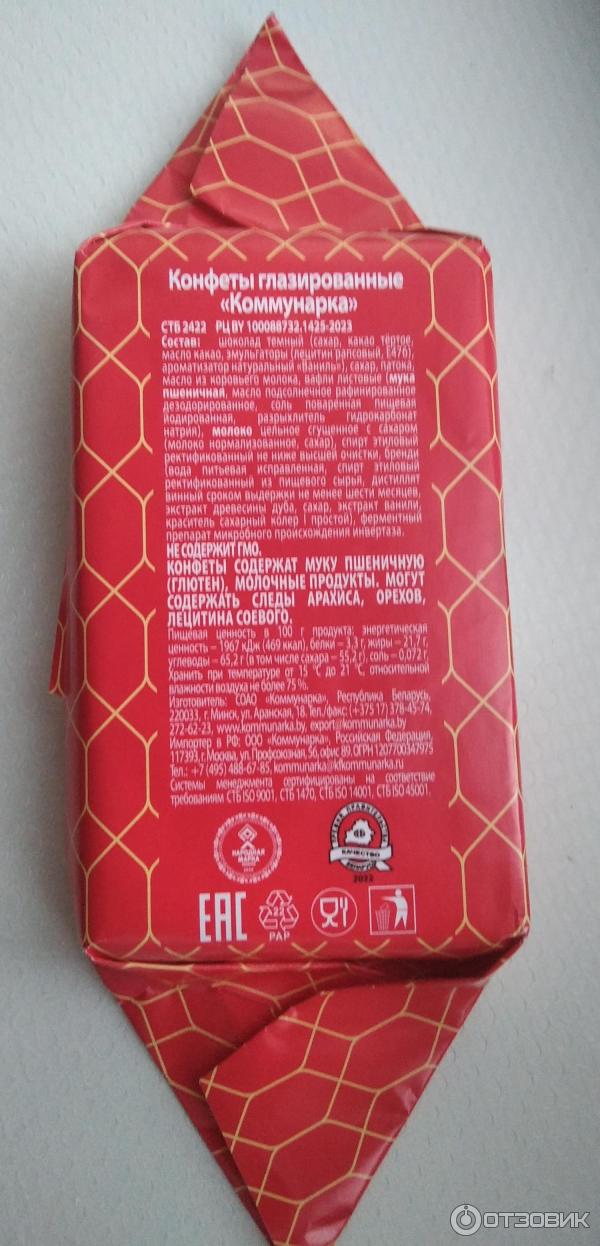 Конфеты глазированные
«Коммунарка»
СТБ 2422 РЦ BY 100088732.1425-2023
Состав: шоколад темный (сахар, какао тёртое,
масло какао, эмульгаторы (лецитин рапсовый, Е476),
ароматизатор натуральный «Ваниль»), сахар, патока,
масло из коровьего молока, вафли листовые (мука
пшеничная, масло подсолнечное рафинированное
дезодорированное, соль поваренная пищевая
йодированная, разрыхлитель гидрокарбонат
натрия), молоко цельное сгущенное с сахаром
(молоко нормализованное, сахар), спирт этиловый
ректификованный не ниже высшей очистки, бренди
(вода питьевая исправленная, спирт этиловый
ректификованный из пищевого сырья, дистиллят
винный сроком выдержки не менее шести месяцев,
экстракт древесины дуба, сахар, экстракт ванили,
краситель сахарный колер I простой), ферментный
препарат микробного происхождения инвертаза.
НЕ СОДЕРЖИТ ГМО.
КОНФЕТЫ СОДЕРЖАТ МУКУ ПШЕНИЧНУЮ
(ГЛЮТЕН), МОЛОЧНЫЕ ПРОДУКТЫ. МОГУТ
СОДЕРЖАТЬ СЛЕДЫ АРАХИСА, ОРЕХОВ,
ЛЕЦИТИНА СОЕВОГО.
Пищевая ценность в 100 г продукта: энергетическая
ценность – 1967 кДж (469 ккал), белки – 3,3 г, жиры – 21,7 г,
углеводы – 65,2 г (в том числе сахара – 55,2 г), соль – 0,072 г.
Хранить при температуре от 15 °С до 21 °С, относительной
влажности воздуха не более 75 %.
Изготовитель: СОАО «Коммунарка», Республика Беларусь,
220033, г. Минск, ул. Аранская, 18. Тел./факс (+375 17) 378-45-74,
272-62-23, www.kommunarka.by, export@kommunarka.by
Импортер в РФ: ООО «Коммунарка», Российская Федерация,
117393, г. Москва, ул. Профсоюзная, 56, офис 89. ОГРН 1207700347975
Тел.: +7 (495) 488-67-85, kommunarka@kfkommunarka.by
Системы менеджмента сертифицированы на соответствие
требованиям СТБ ISO 9001, СТБ 1470, ISO 14001, СТБ ISO 45001.
НАРОДНАЯ
МАРКА
КАЧЕСТВО
2022
EAC
22
PAP
ОТЗОВИК